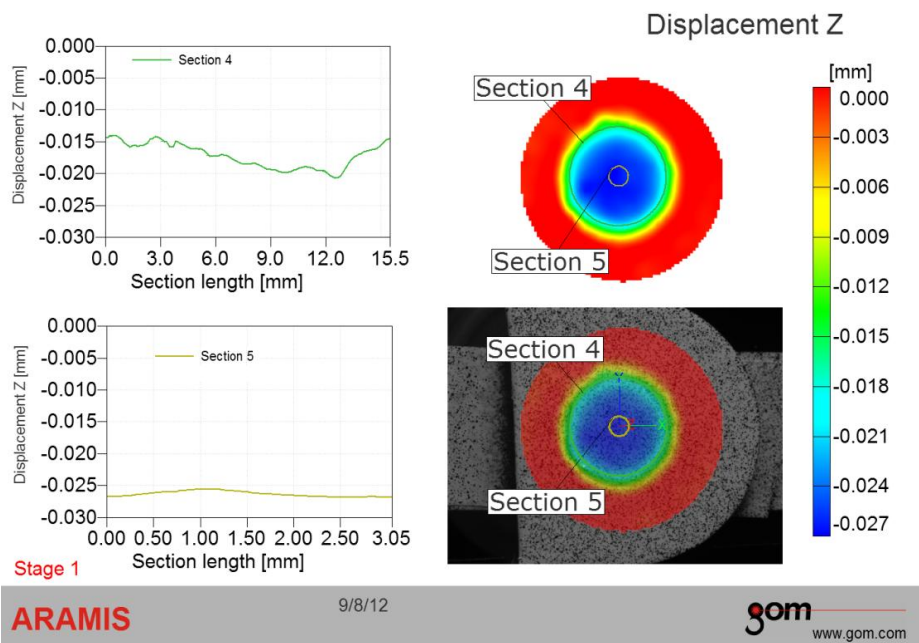 Displacement Z
0.000
-0.005
-0.010
-0.015
-0.020
-0.025
-0.030
Displacement Z [mm]
Section 4
0.0 3.0 6.0 9.0 12.0 15.5
Section length [mm]
Section 4
Section 5
[mm]
0.000
-0.003
-0.006
-0.009
-0.012
-0.015
-0.018
-0.021
-0.024
-0.027
0.000
-0.005
-0.010
-0.015
-0.020
-0.025
-0.030
Displacement Z [mm]
Section 5
0.00 0.50 1.00 1.50 2.00 2.50 3.05
Section length [mm]
Section 4
Y
Section 5
Stage 1
ARAMIS
9/8/12
gom
www.gom.com